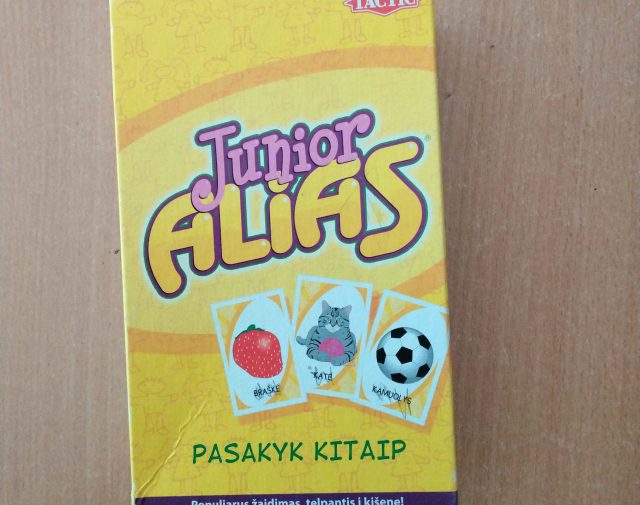 TACTIC
Junior
ALIAS®
BRAŠKĖ
KATĖ
KAMUOLYS
PASAKYK KITAIP
Populiarus žaidimas, telpantis į kišenę!